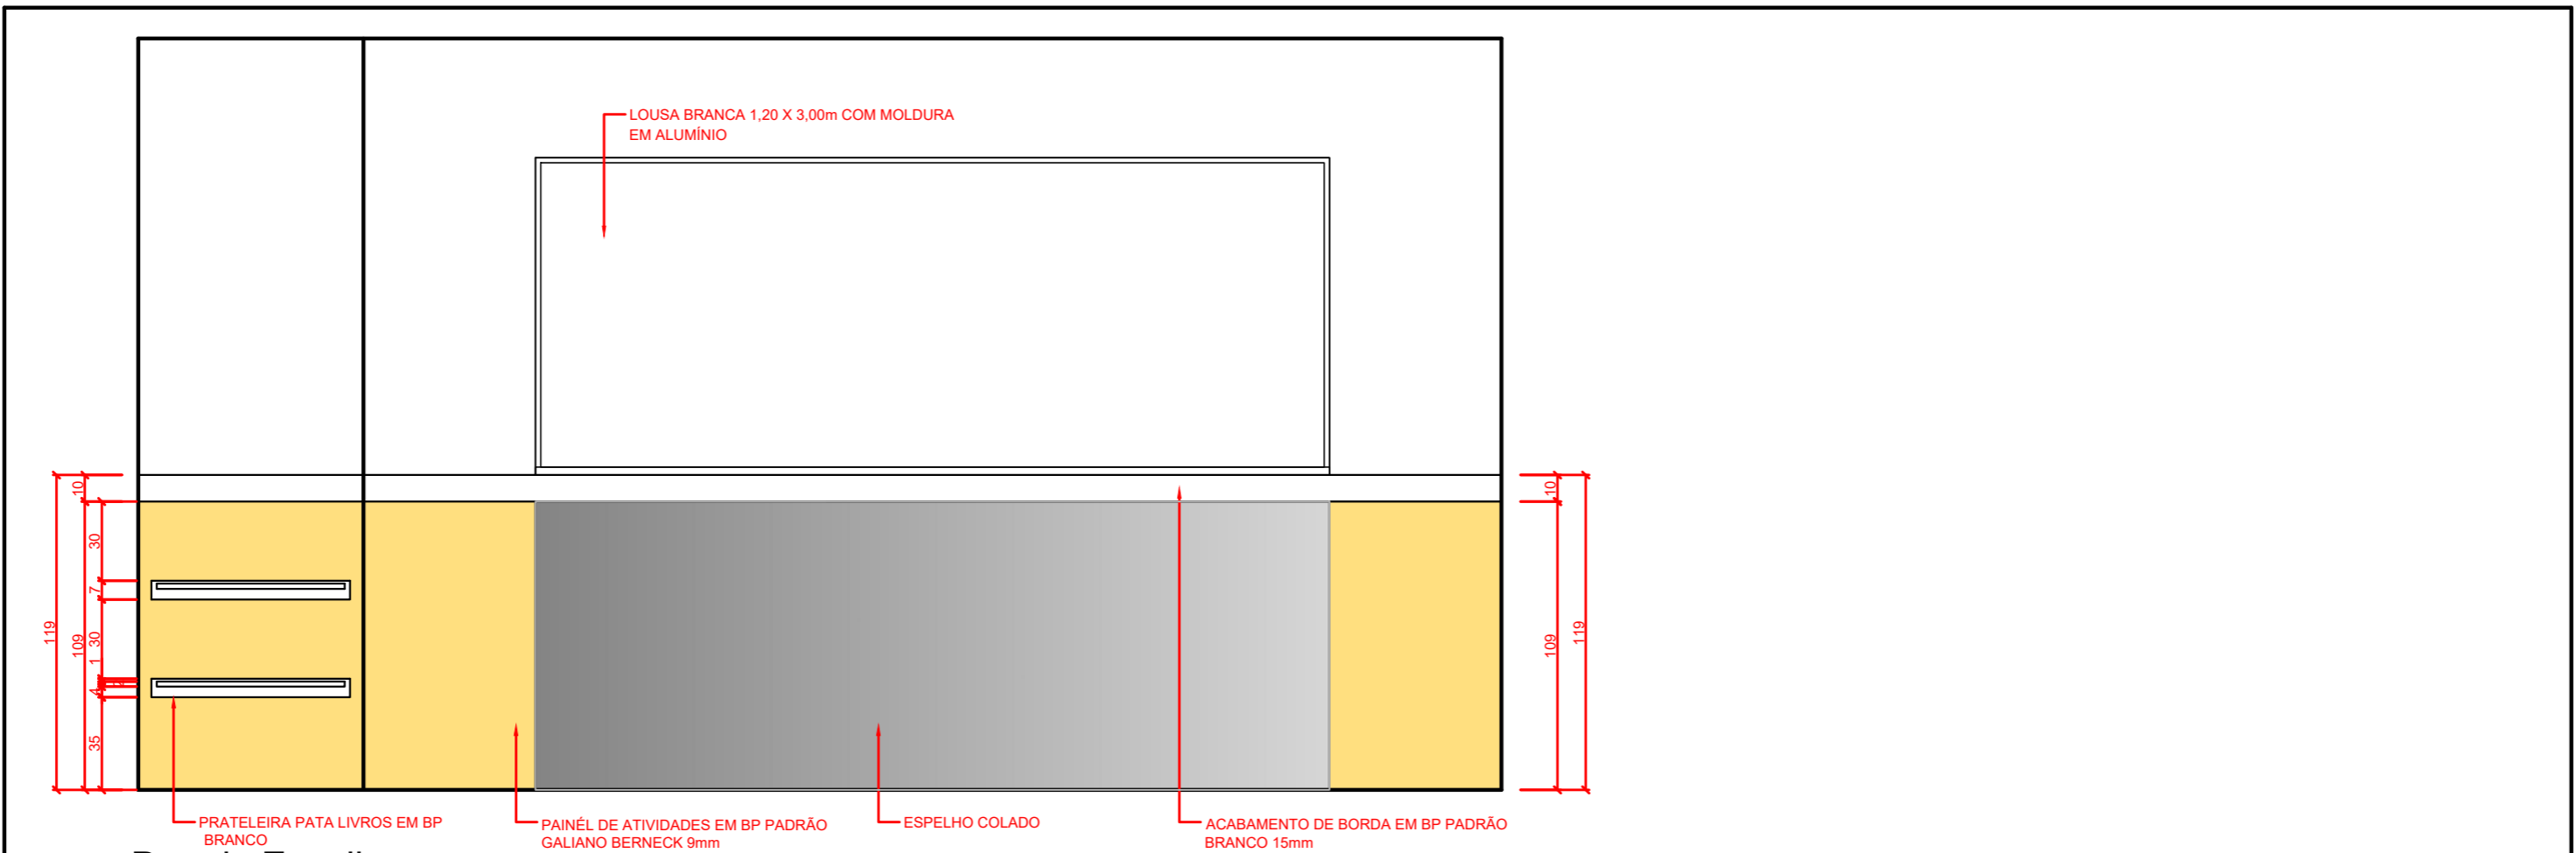 LOUSA BRANCA 1,20 X 3,00m COM MOLDURA
EM ALUMÍNIO
10
30
7
119
109
30
1
4
35
10
109
119
PRATELEIRA PATA LIVROS EM BP
BRANCO
PAINÉL DE ATIVIDADES EM BP PADRÃO
GALIANO BERNECK 9mm
ESPELHO COLADO
ACABAMENTO DE BORDA EM BP PADRÃO
BRANCO 15mm